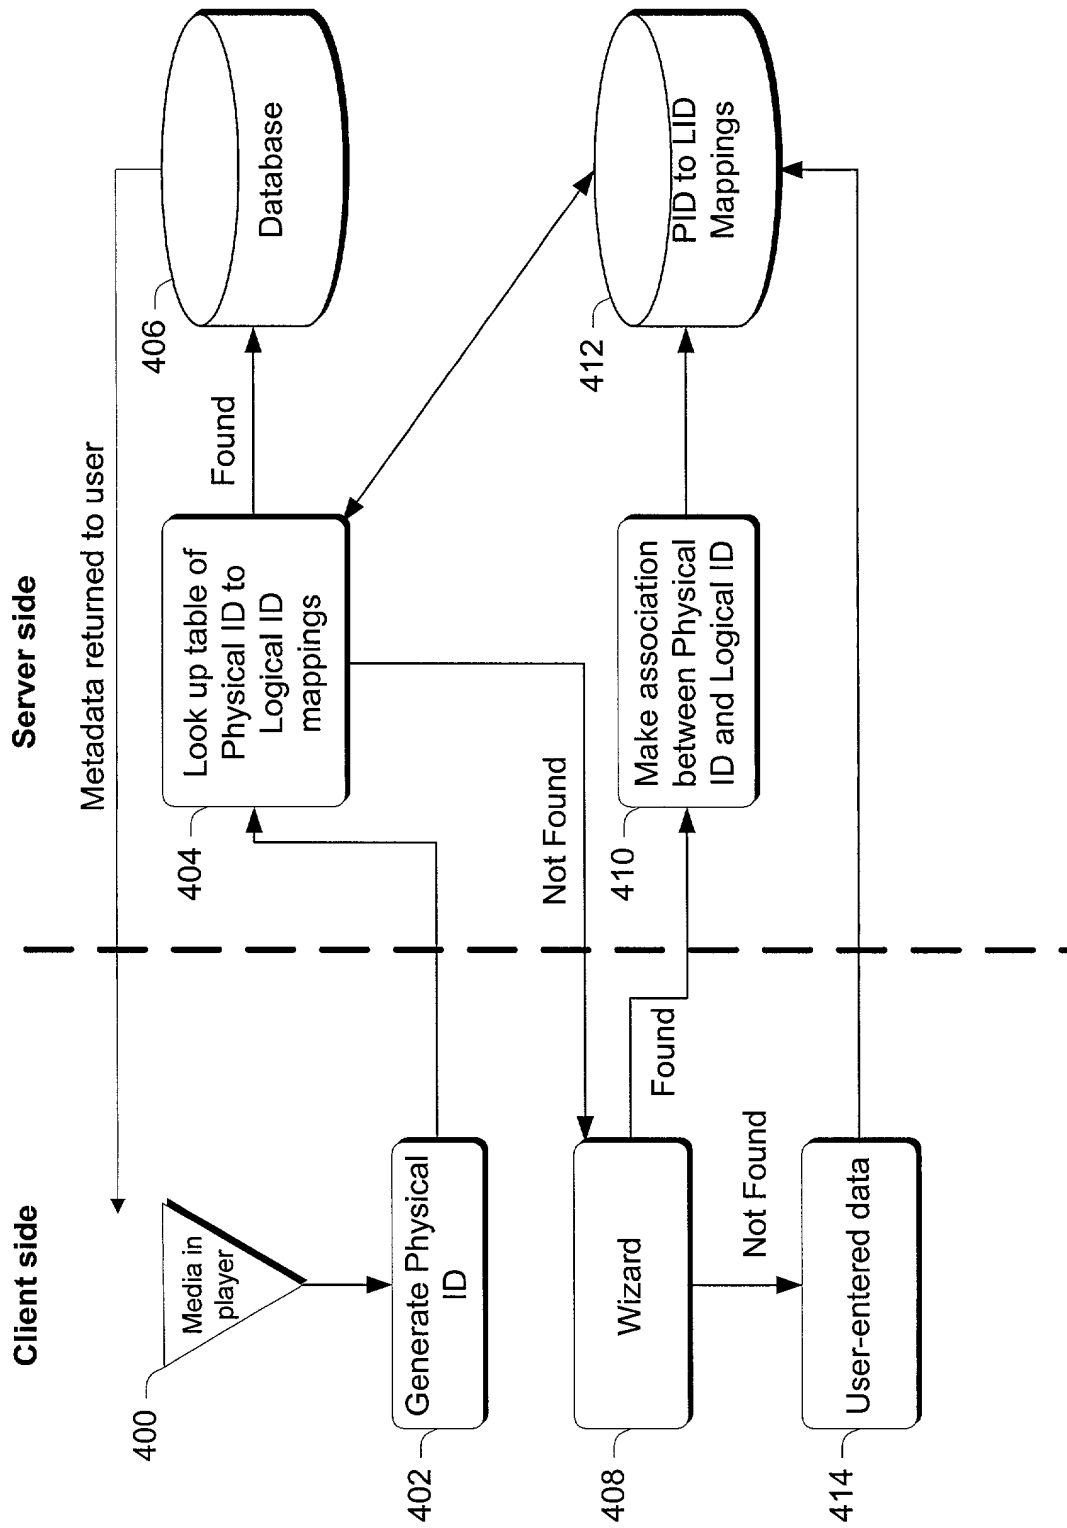 Client side
Server side
Metadata returned to user
400
Media in
player
402
Generate Physical
ID
404
Look up table of
Physical ID to
Logical ID
mappings
Found
406
Database
Not Found
408
Wizard
Found
410
Make association
between Physical
ID and Logical ID
412
PID to LID
Mappings
Not Found
414
User-entered data